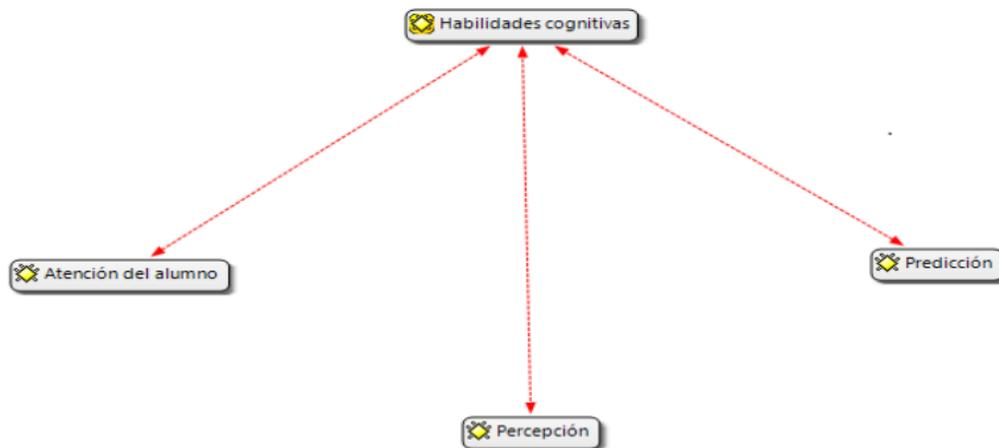 Habilidades cognitivas
Atención del alumno
Predicción
Percepción